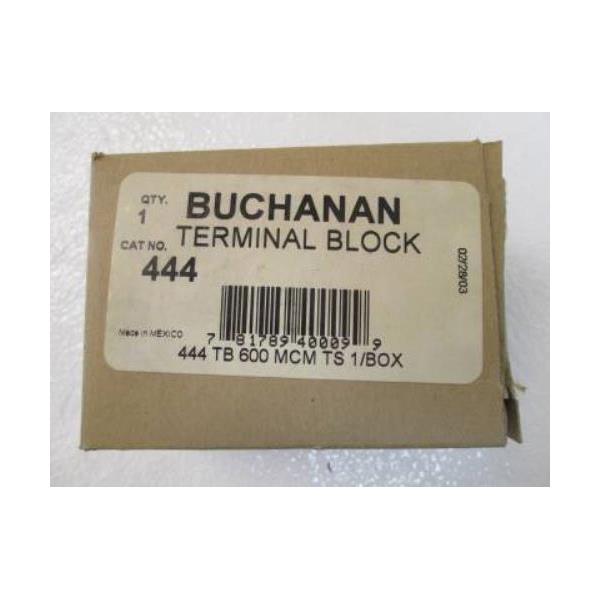 QTY. BUCHANAN
1
TERMINAL BLOCK
CAT NO.
444
02/28/03
Made in MEXICO
7 81789 40009 9
444 TB 600 MCM TS 1/BOX